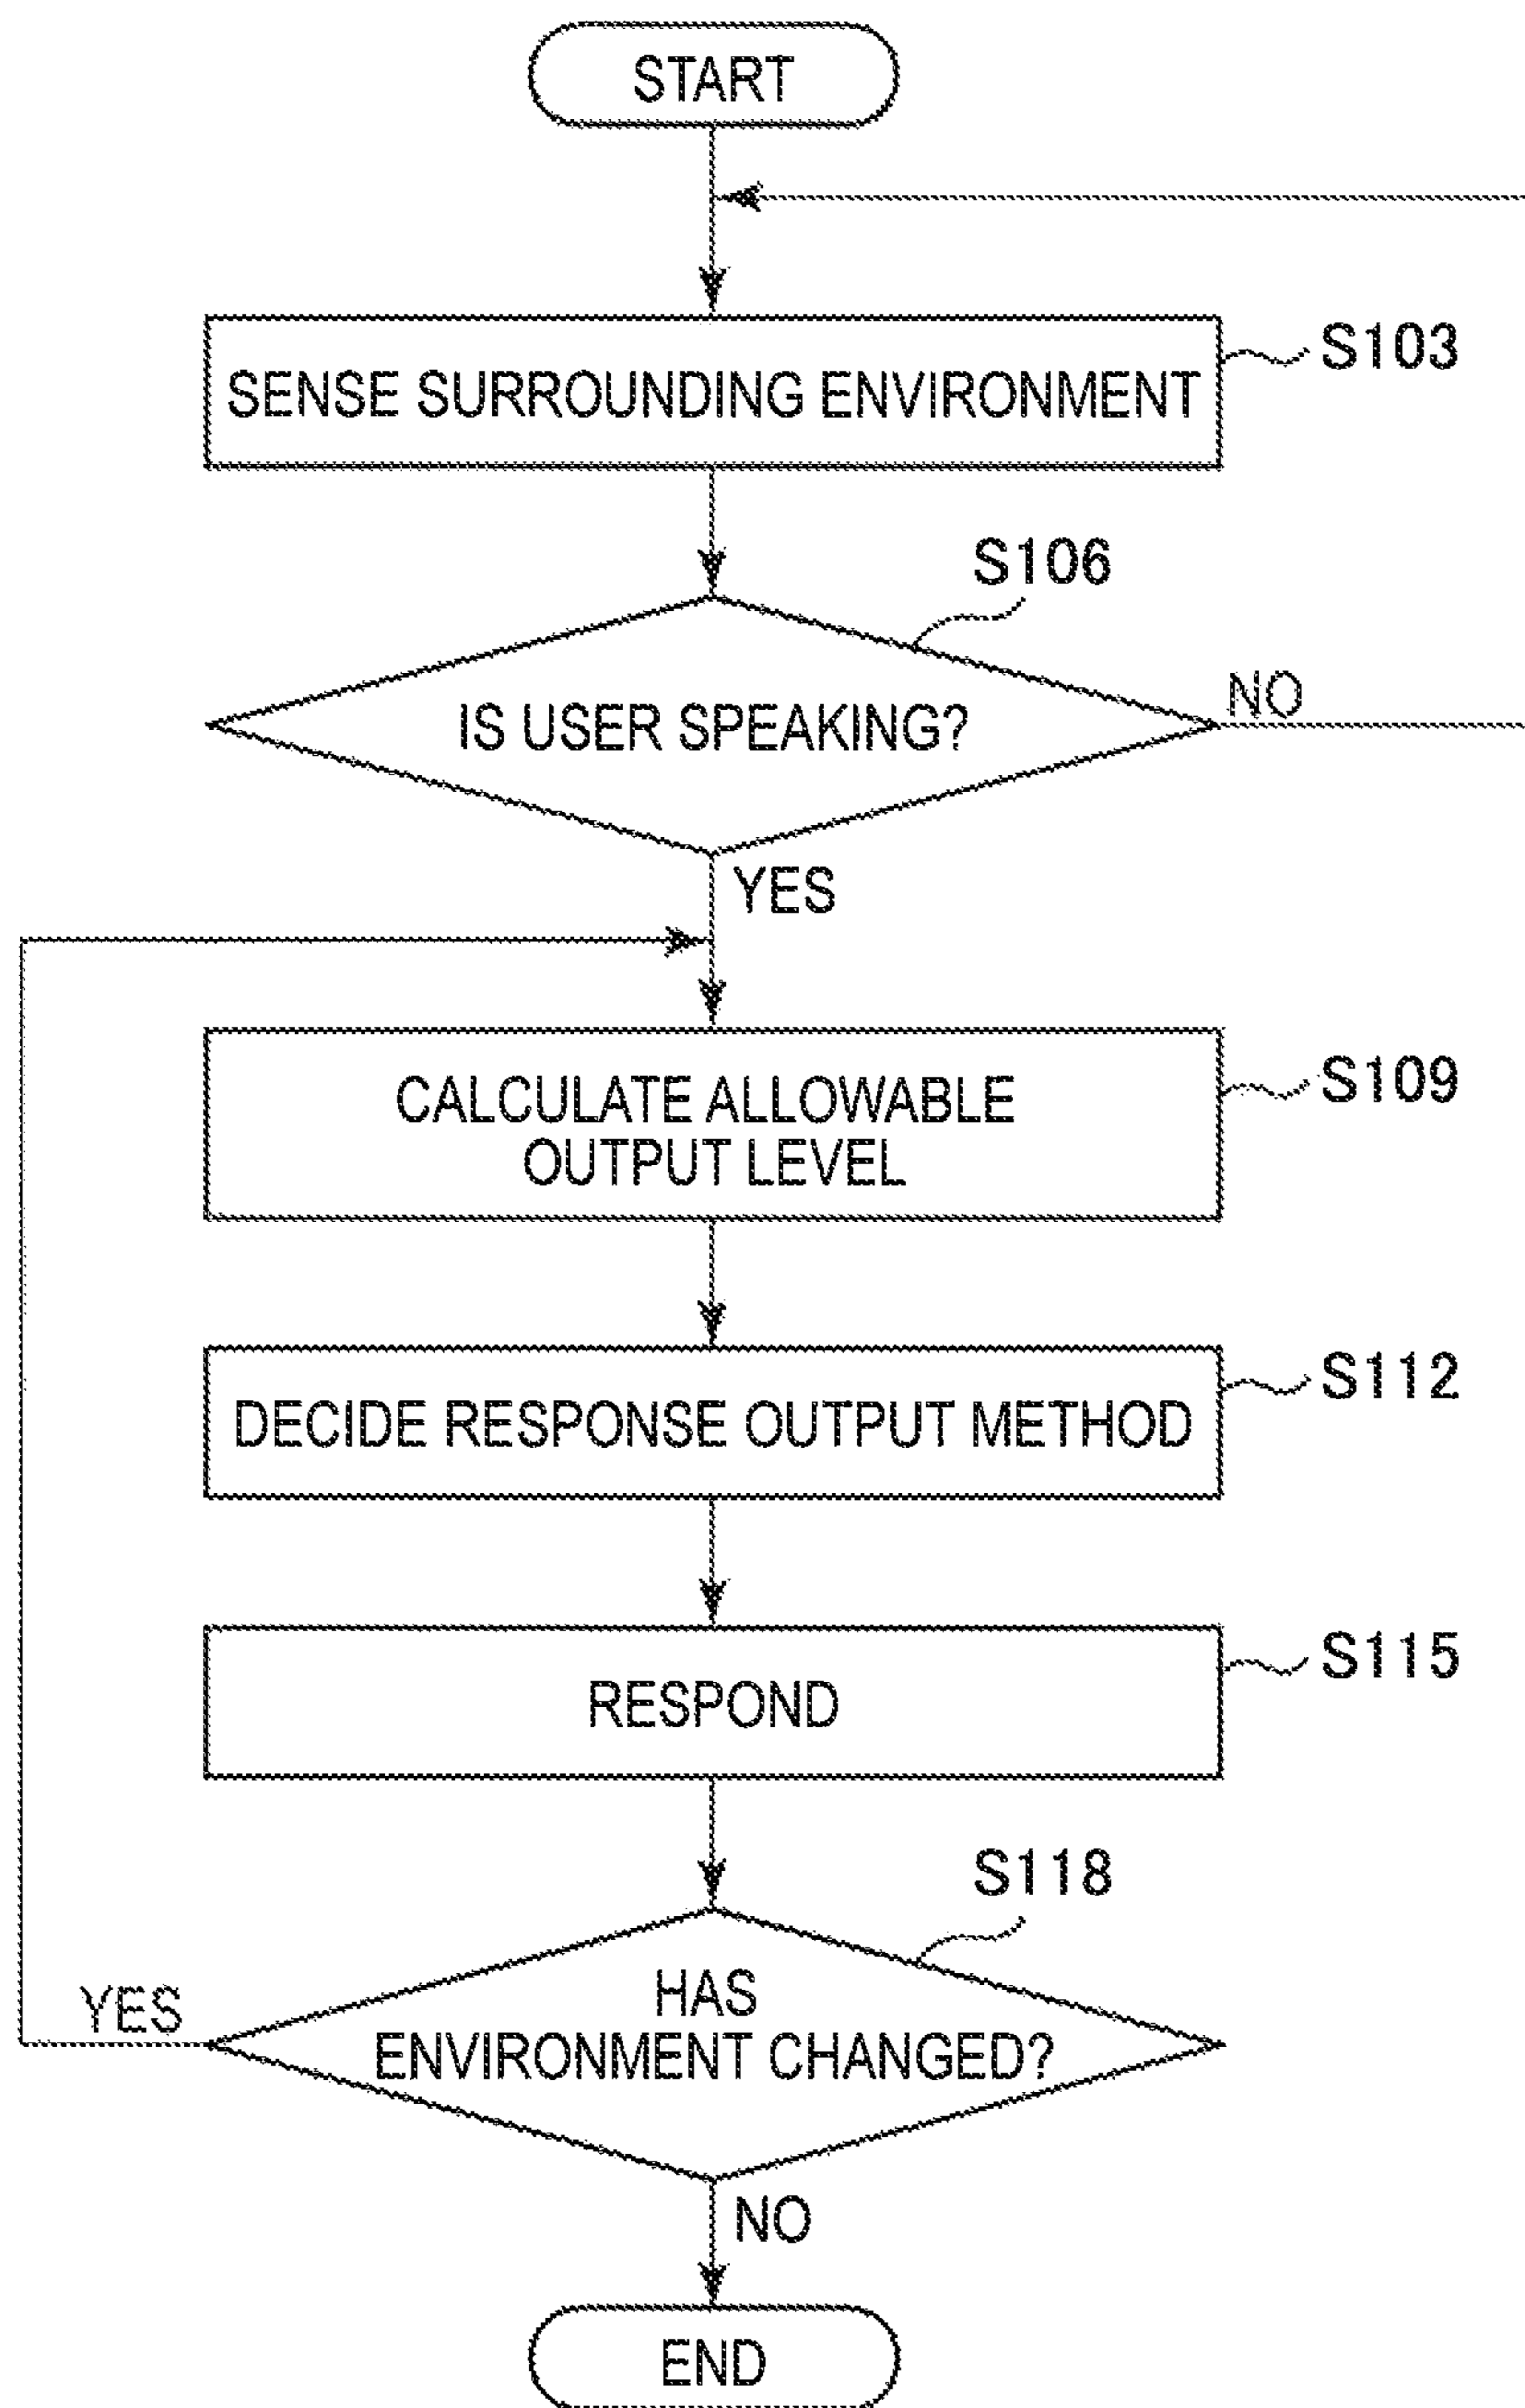 START
SENSE SURROUNDING ENVIRONMENT
S103
S106
IS USER SPEAKING?
NO
YES
CALCULATE ALLOWABLE
OUTPUT LEVEL
S109
DECIDE RESPONSE OUTPUT METHOD
S112
RESPOND
S115
S118
HAS
ENVIRONMENT CHANGED?
YES
NO
END